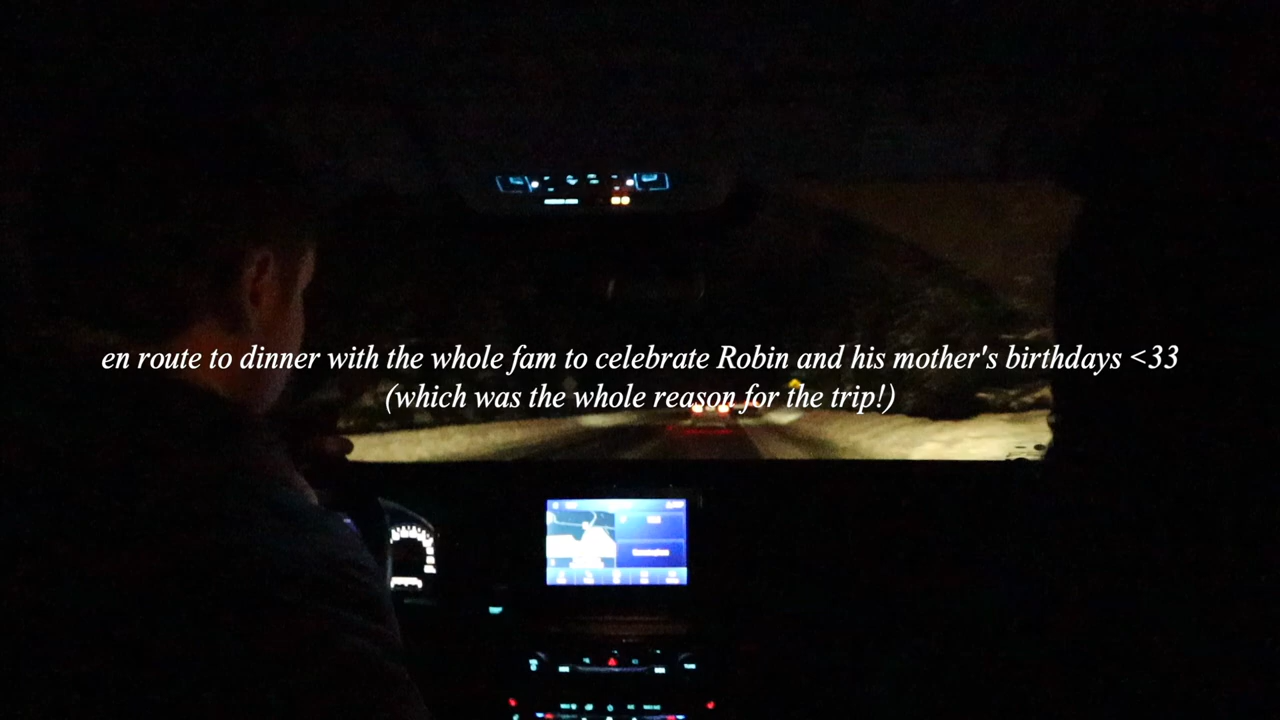 en route to dinner with the whole fam to celebrate Robin and his mother's birthdays <33
(which was the whole reason for the trip!)